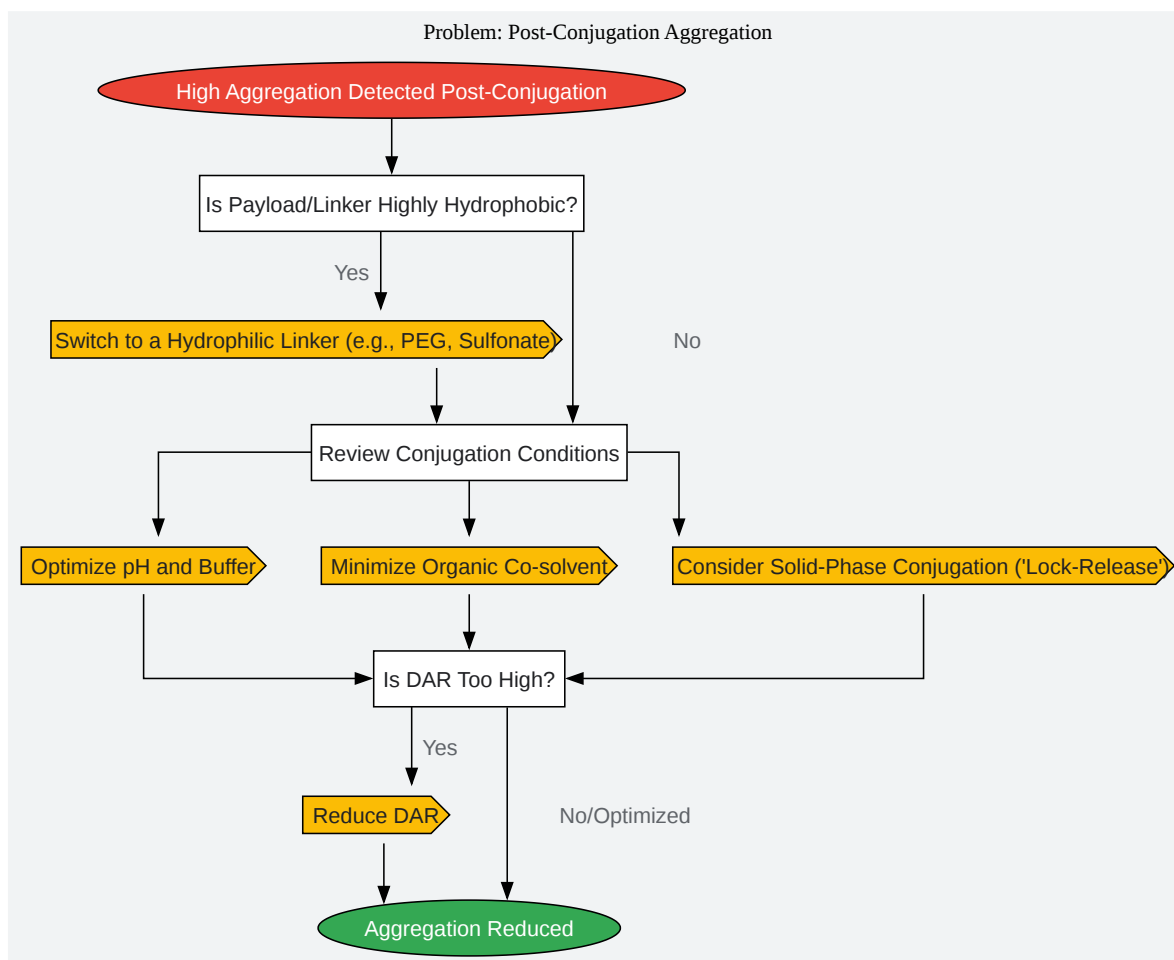 Problem: Post-Conjugation Aggregation
High Aggregation Detected Post-Conjugation
Is Payload/Linker Highly Hydrophobic?
Yes
Switch to a Hydrophilic Linker (e.g., PEG, Sulfonate)
No
Review Conjugation Conditions
Optimize pH and Buffer
Minimize Organic Co-solvent
Consider Solid-Phase Conjugation ('Lock-Release')
Is DAR Too High?
Yes
Reduce DAR
No/Optimized
Aggregation Reduced